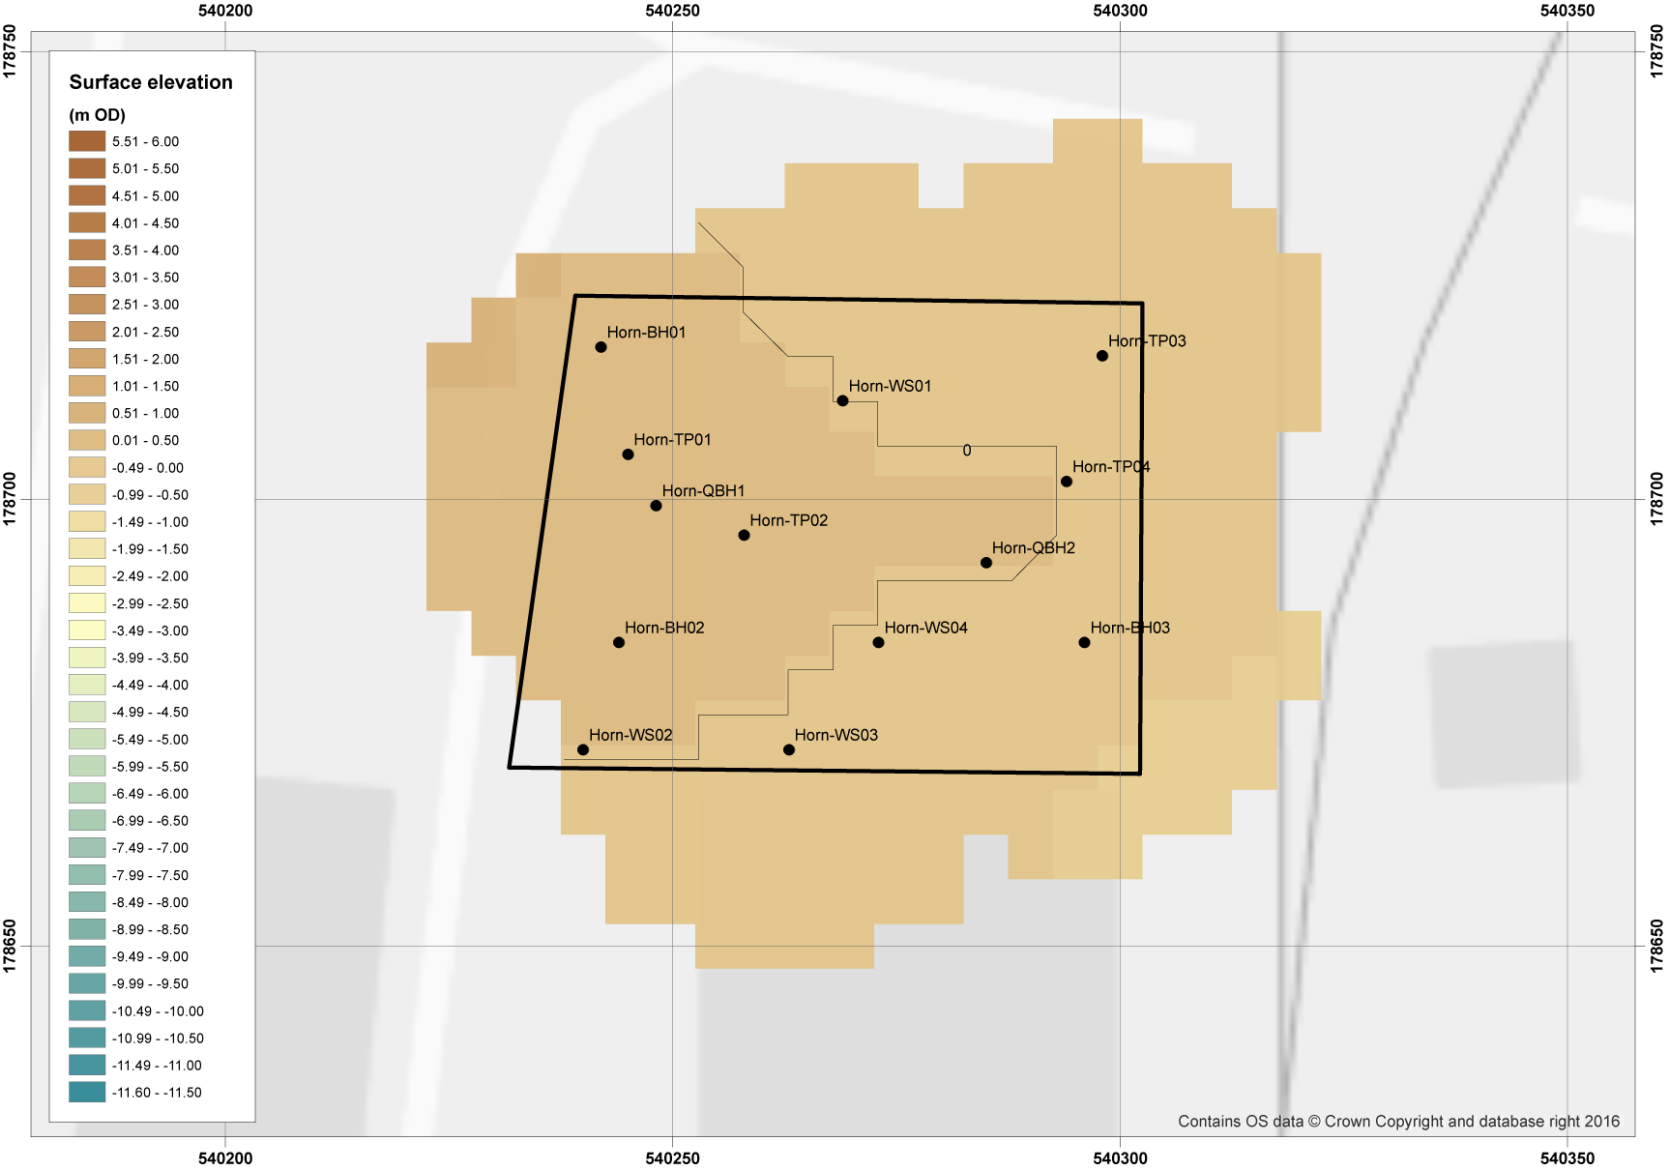 540200 540250 540300 540350
178750 178750
Surface elevation
(m OD)
5.51 - 6.00
5.01 - 5.50
4.51 - 5.00
4.01 - 4.50
3.51 - 4.00
3.01 - 3.50
2.51 - 3.00
2.01 - 2.50
1.51 - 2.00
1.01 - 1.50
0.51 - 1.00
0.01 - 0.50
-0.49 - 0.00
-0.99 - -0.50
-1.49 - -1.00
-1.99 - -1.50
-2.49 - -2.00
-2.99 - -2.50
-3.49 - -3.00
-3.99 - -3.50
-4.49 - -4.00
-4.99 - -4.50
-5.49 - -5.00
-5.99 - -5.50
-6.49 - -6.00
-6.99 - -6.50
-7.49 - -7.00
-7.99 - -7.50
-8.49 - -8.00
-8.99 - -8.50
-9.49 - -9.00
-9.99 - -9.50
-10.49 - -10.00
-10.99 - -10.50
-11.49 - -11.00
-11.60 - -11.50
Horn-BH01
Horn-TP03
Horn-WS01
Horn-TP01
0
Horn-TP04
Horn-QBH1
178700 178700
Horn-TP02
Horn-QBH2
Horn-BH02
Horn-WS04
Horn-BH03
Horn-WS02
Horn-WS03
178650 178650
Contains OS data © Crown Copyright and database right 2016
540200 540250 540300 540350